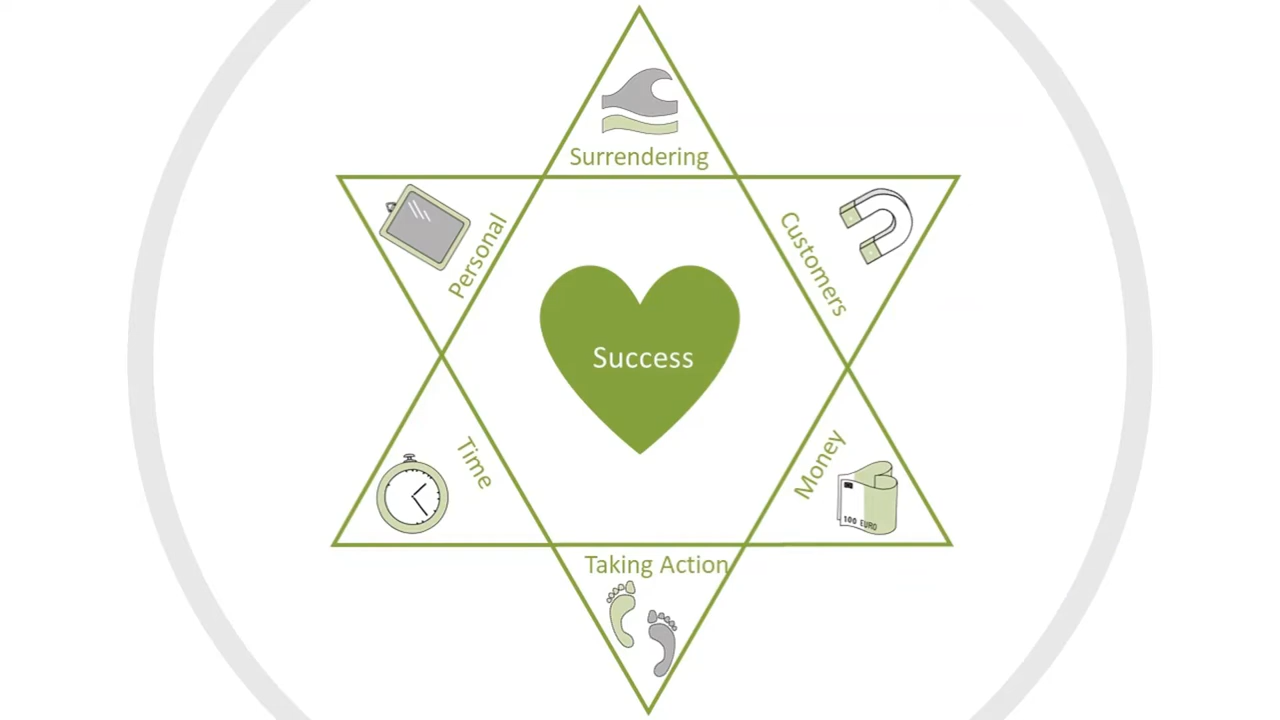 Surrendering
Personal
Customers
Success
Time
Money
100 EURO
Taking Action